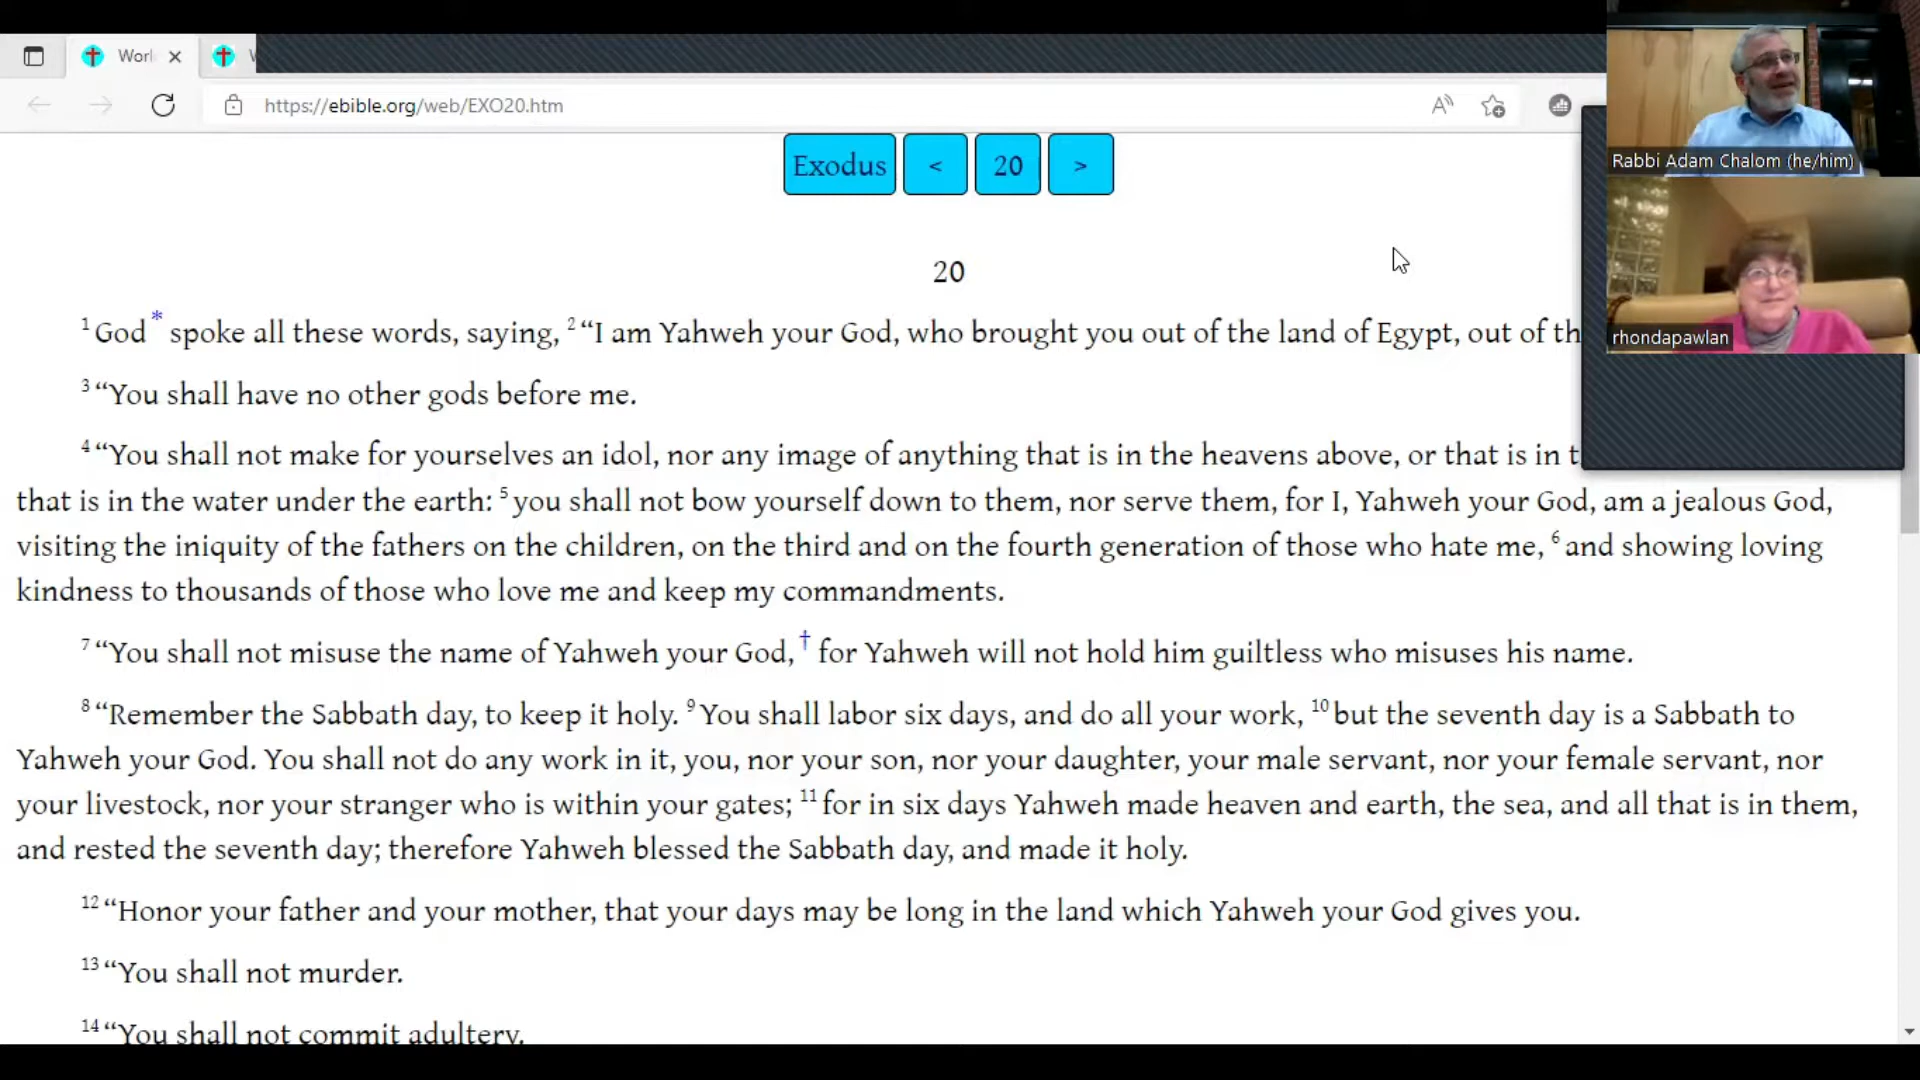 Worl
https://ebible.org/web/EXO20.htm
Rabbi Adam Chalom (he/him)
Exodus < 20 >
20
rhondapawlan
1 God* spoke all these words, saying, 2 “I am Yahweh your God, who brought you out of the land of Egypt, out of th
3 “You shall have no other gods before me.
4 “You shall not make for yourselves an idol, nor any image of anything that is in the heavens above, or that is in t
that is in the water under the earth: 5 you shall not bow yourself down to them, nor serve them, for I, Yahweh your God, am a jealous God,
visiting the iniquity of the fathers on the children, on the third and on the fourth generation of those who hate me, 6 and showing loving
kindness to thousands of those who love me and keep my commandments.
7 “You shall not misuse the name of Yahweh your God,† for Yahweh will not hold him guiltless who misuses his name.
8 “Remember the Sabbath day, to keep it holy. 9 You shall labor six days, and do all your work, 10 but the seventh day is a Sabbath to
Yahweh your God. You shall not do any work in it, you, nor your son, nor your daughter, your male servant, nor your female servant, nor
your livestock, nor your stranger who is within your gates; 11 for in six days Yahweh made heaven and earth, the sea, and all that is in them,
and rested the seventh day; therefore Yahweh blessed the Sabbath day, and made it holy.
12 “Honor your father and your mother, that your days may be long in the land which Yahweh your God gives you.
13 “You shall not murder.
14 “You shall not commit adultery.